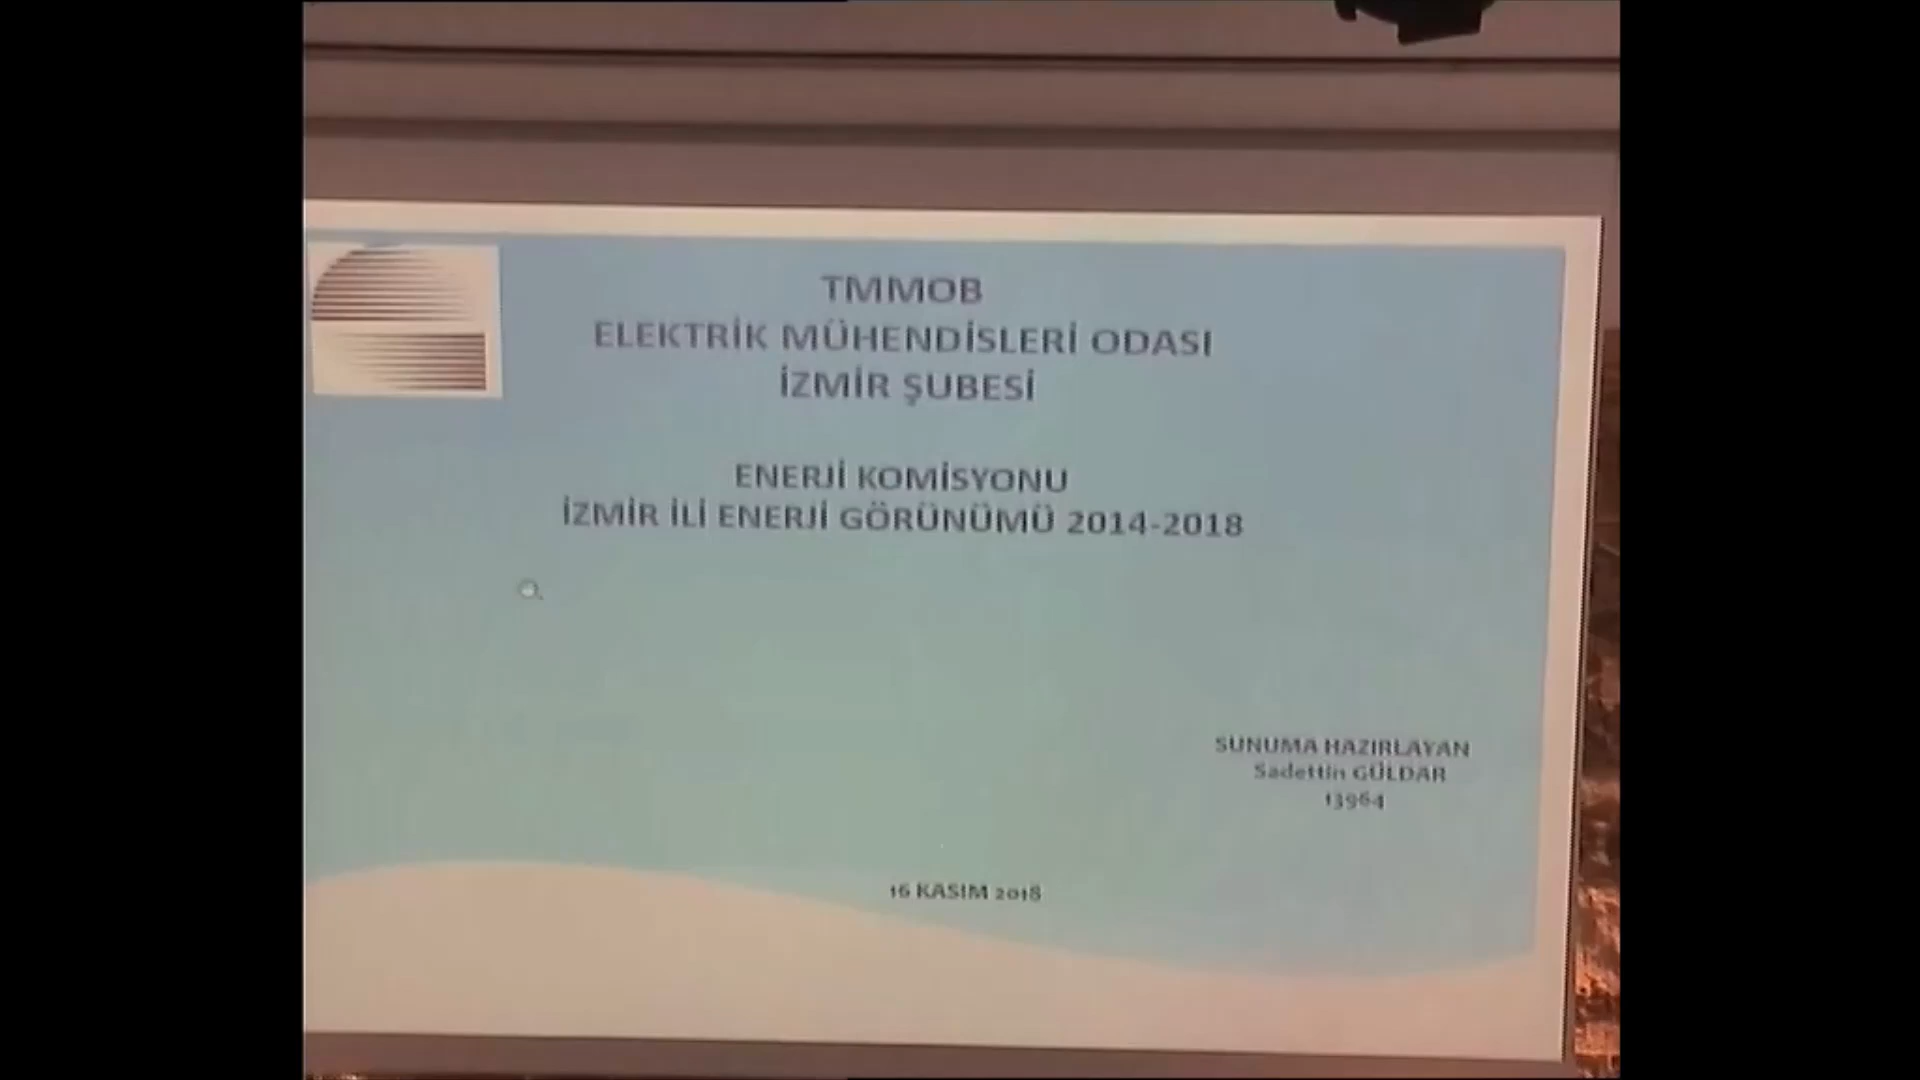 TMMOB
ELEKTRİK MÜHENDİSLERİ ODASI
İZMİR ŞUBESİ
ENERJİ KOMİSYONU
İZMİR İLİ ENERJİ GÖRÜNÜMÜ 2014-2018
SUNUMA HAZIRLAYAN
Sadettin GÜLDAR
13964
16 KASIM 2018